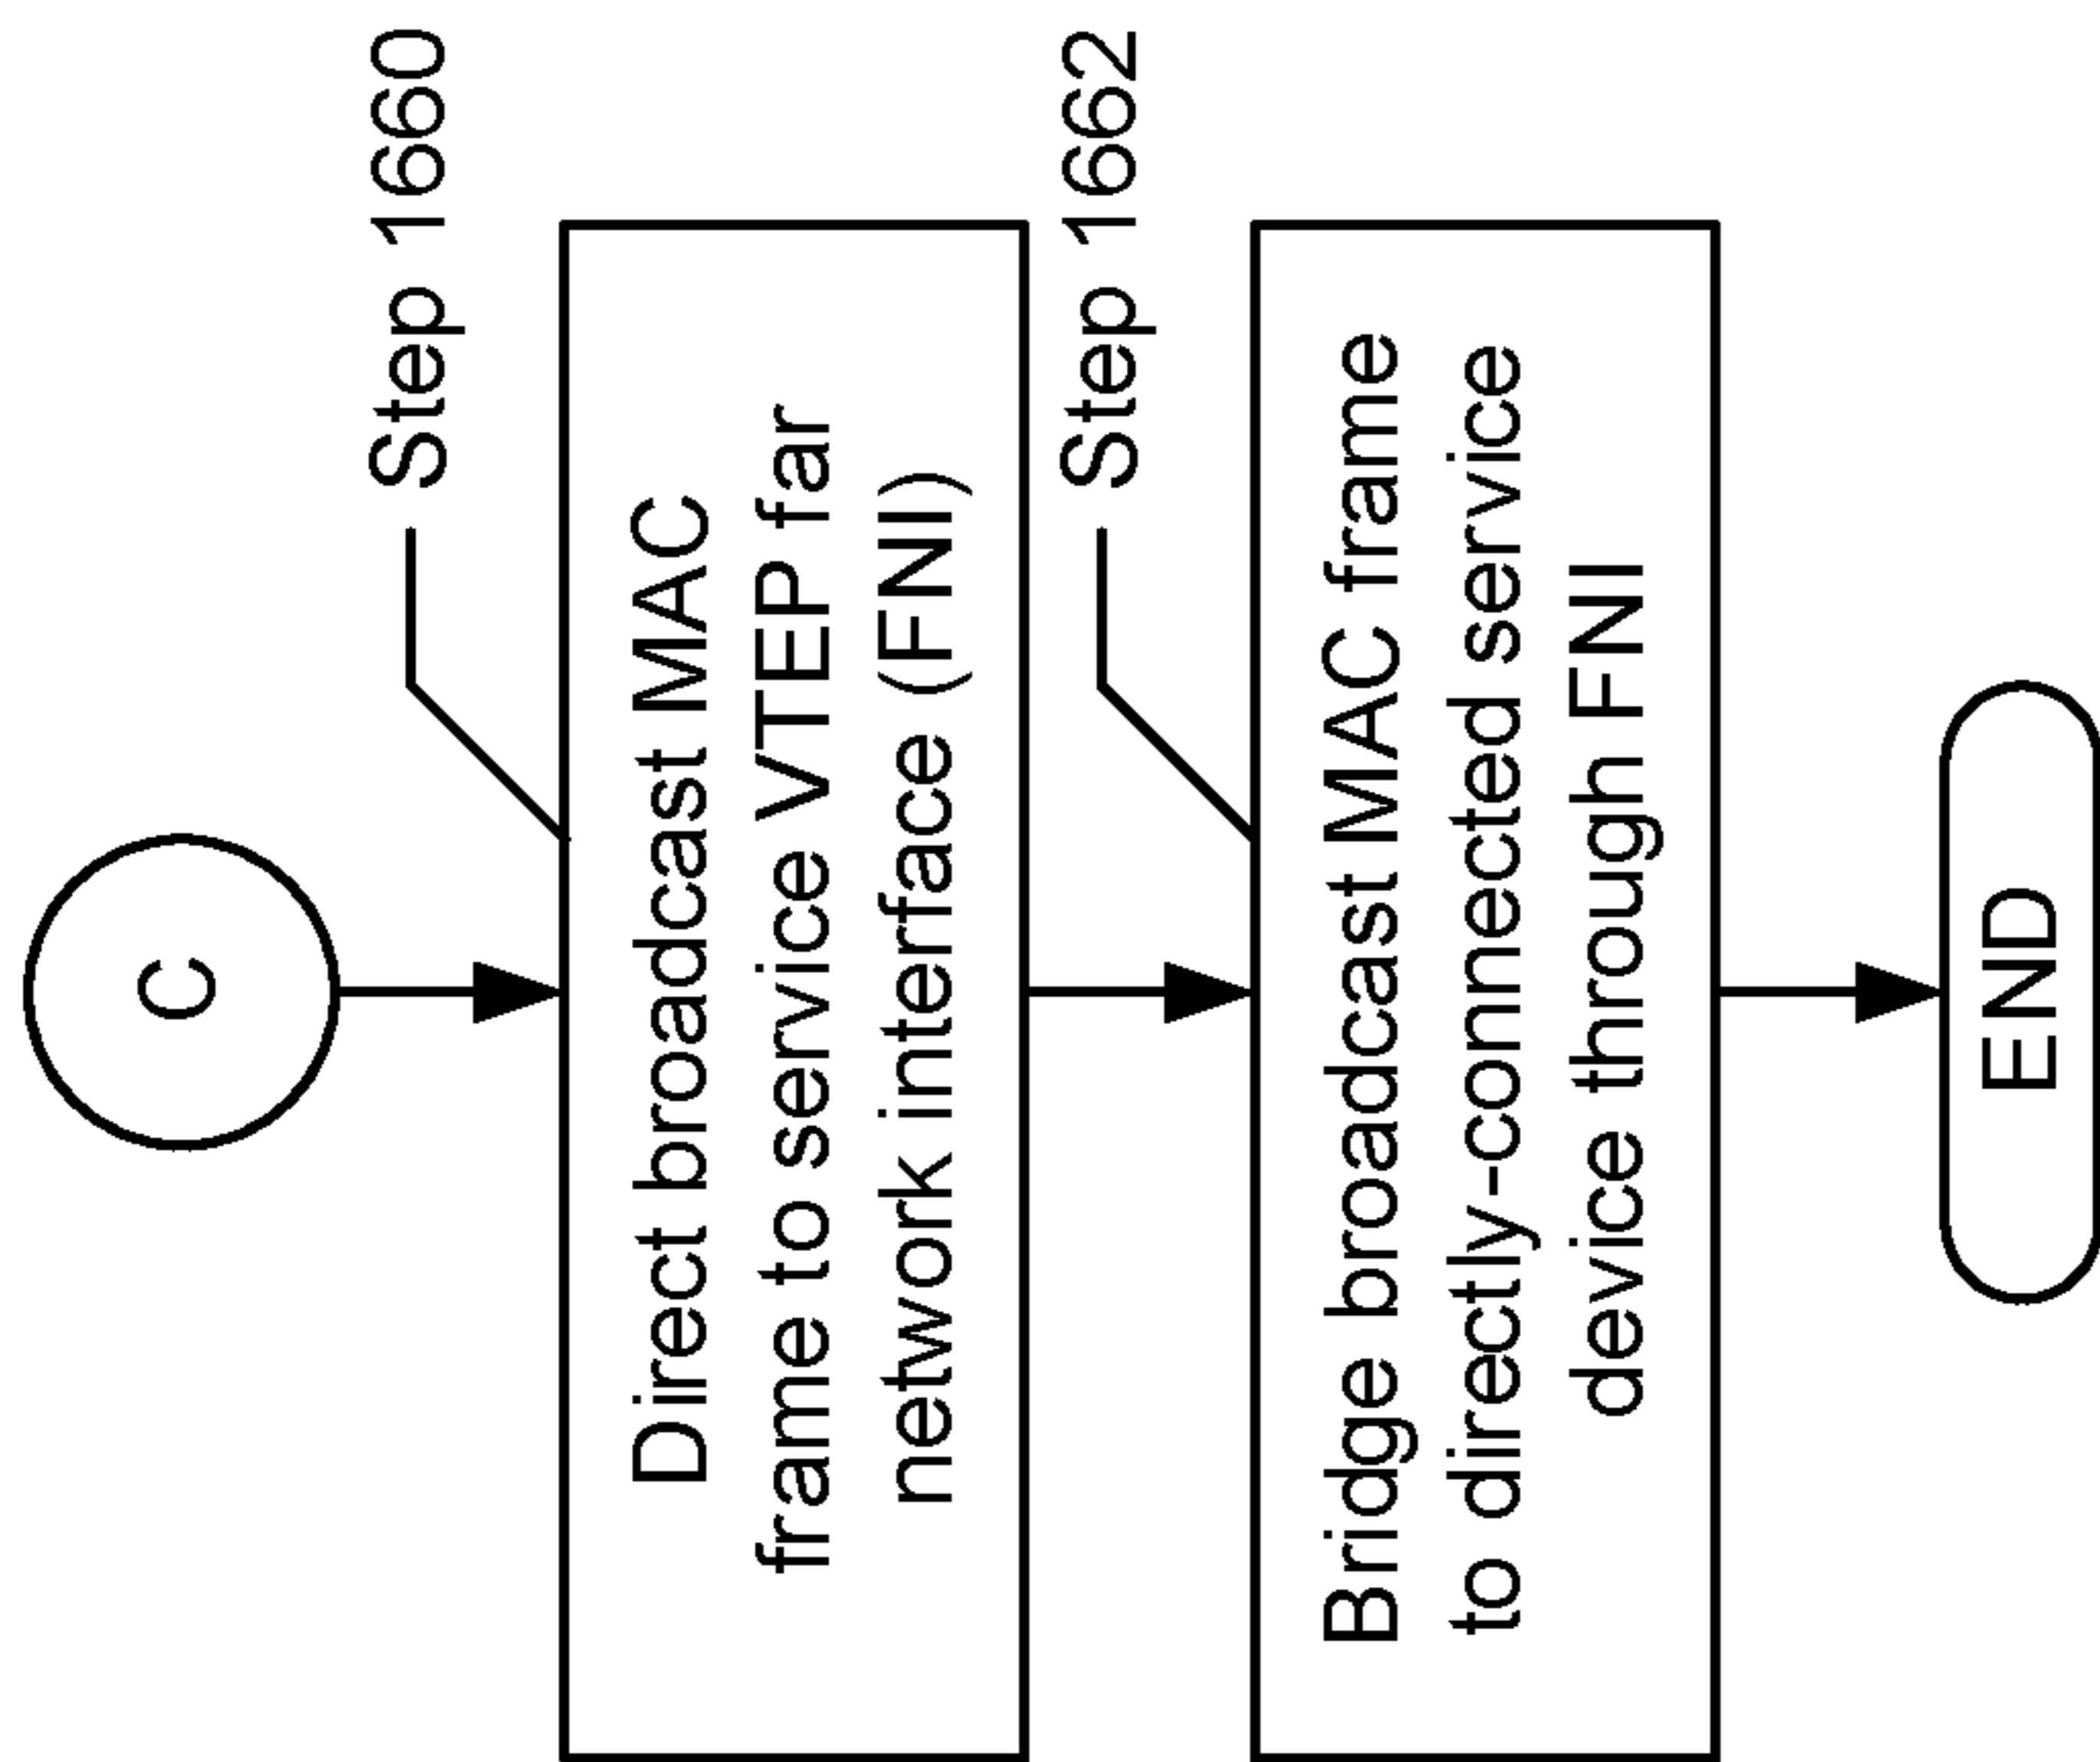 C
Step 1660
Direct broadcast MAC
frame to service VTEP far
network interface (FNI)
Step 1662
Bridge broadcast MAC frame
to directly-connected service
device through FNI
END